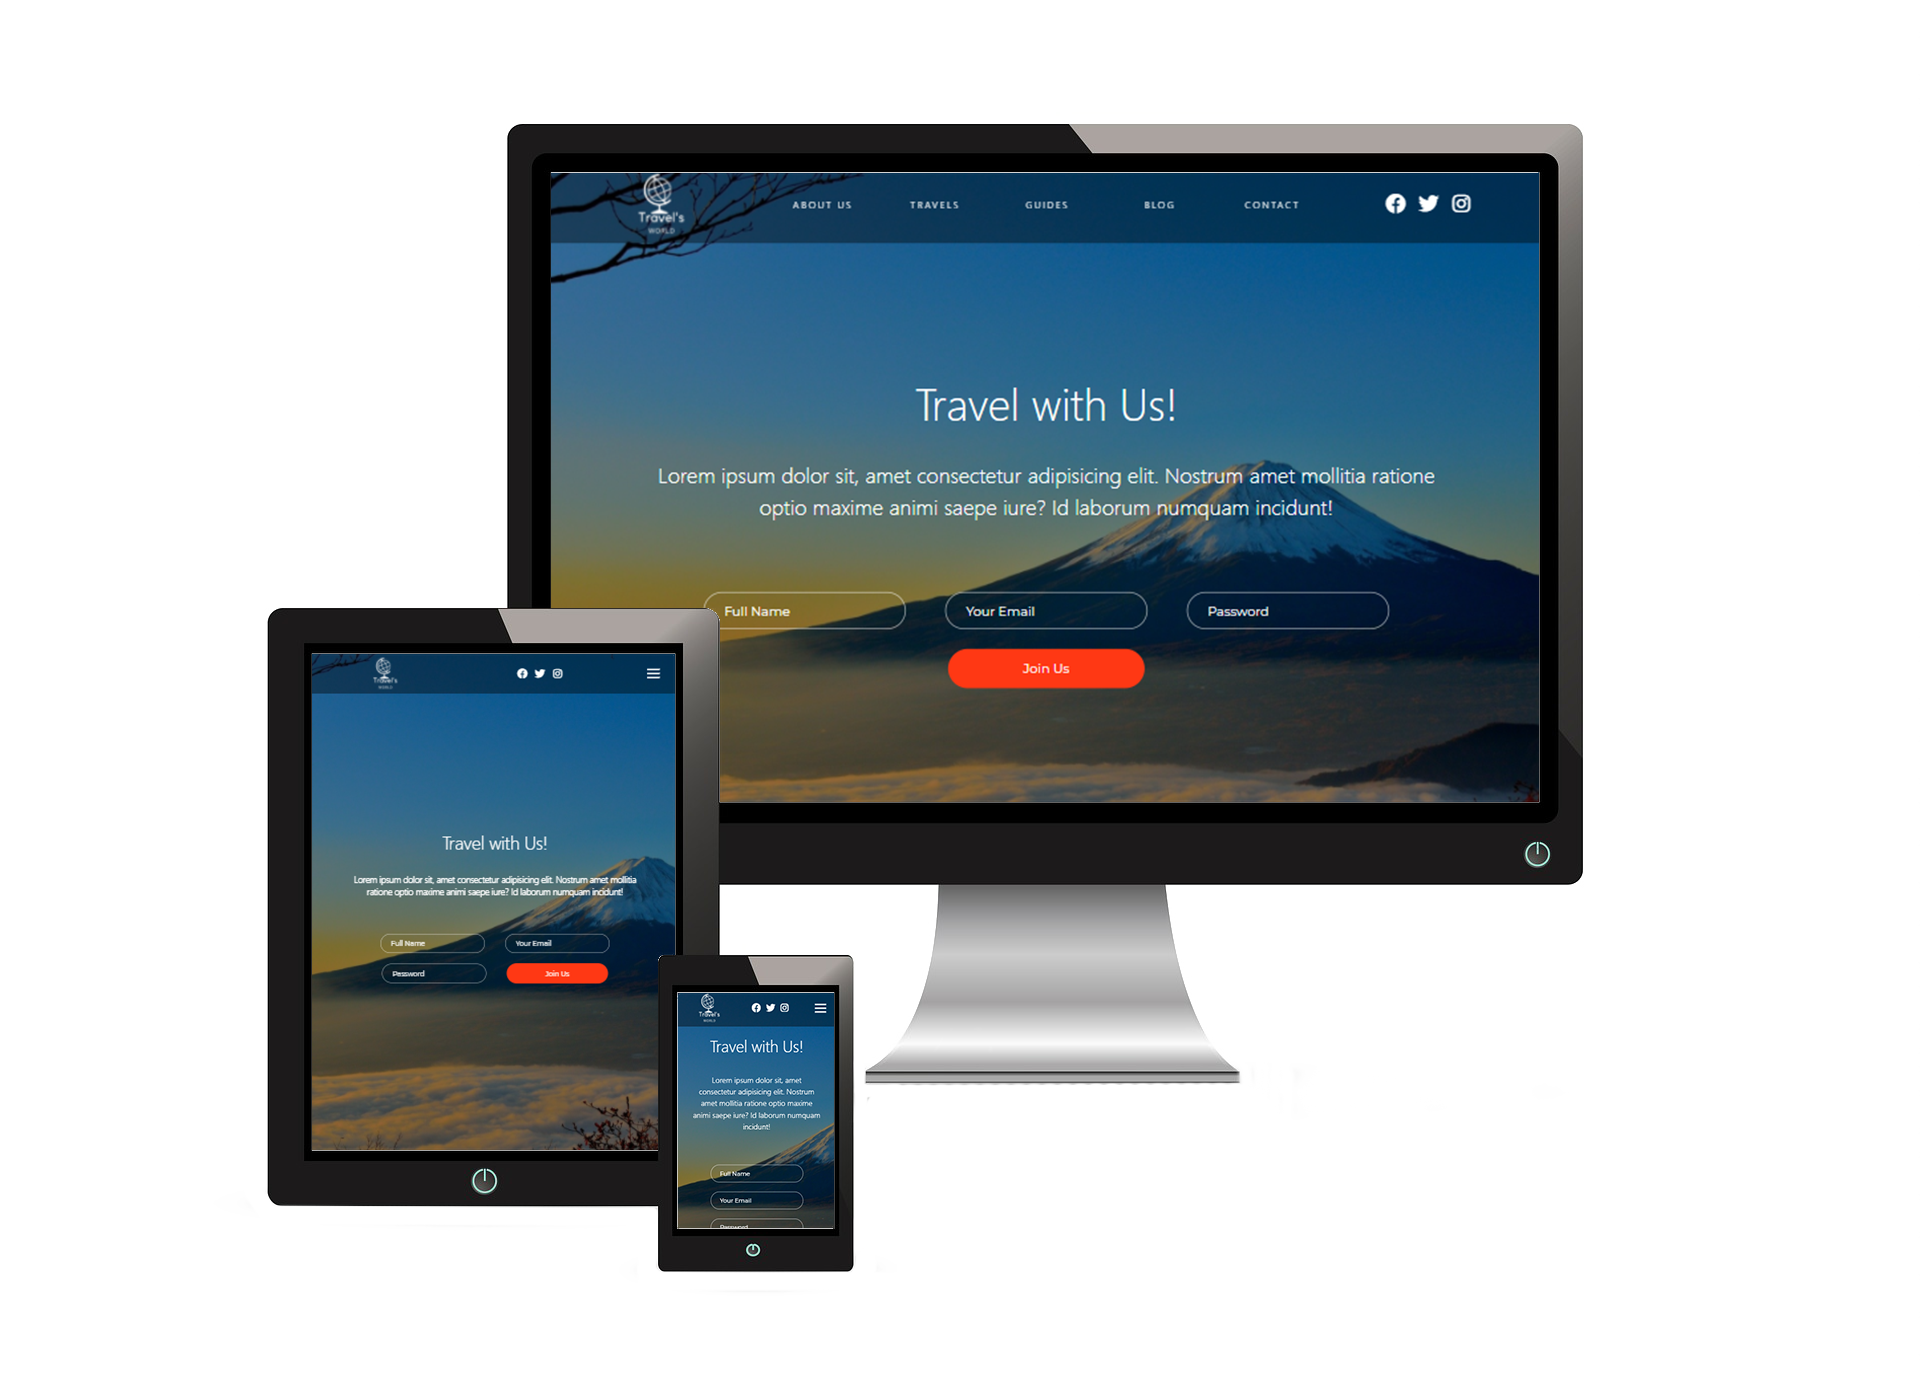 Travel's
WORLD
ABOUT US
TRAVELS
GUIDES
BLOG
CONTACT
Travel with Us!
Lorem ipsum dolor sit, amet consectetur adipisicing elit. Nostrum amet mollitia ratione
optio maxime animi saepe iure? Id laborum numquam incidunt!
Full Name
Your Email
Password
Join Us
Travel's
WORLD
Travel with Us!
Lorem ipsum dolor sit, amet consectetur adipisicing elit. Nostrum amet mollitia
ratione optio maxime animi saepe iure? Id laborum numquam incidunt!
Full Name
Your Email
Password
Join Us
Travel's
WORLD
Travel with Us!
Lorem ipsum dolor sit, amet
consectetur adipisicing elit. Nostrum
amet mollitia ratione optio maxime
animi saepe iure? Id laborum numquam
incidunt!
Full Name
Your Email
Password